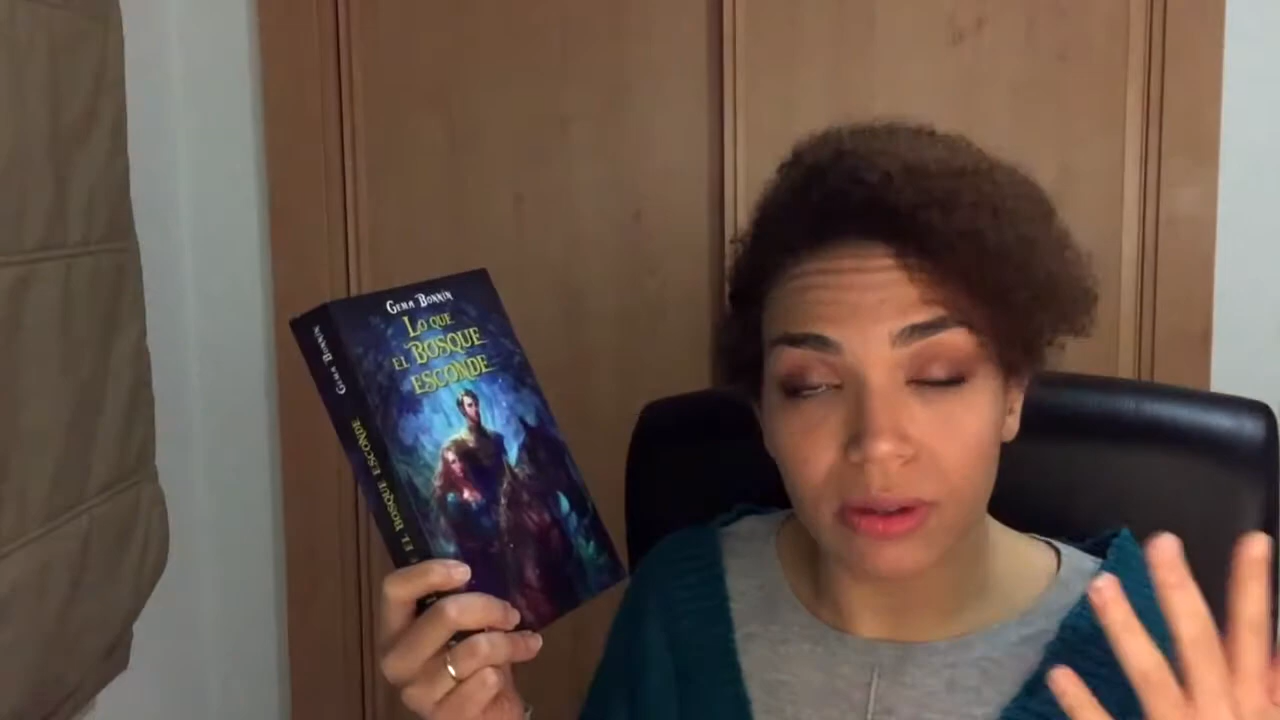 GEMA BONNÍN
LO QUE
EL BOSQUE
ESCONDE
GEMA BONNÍN
EL BOSQUE ESCONDE